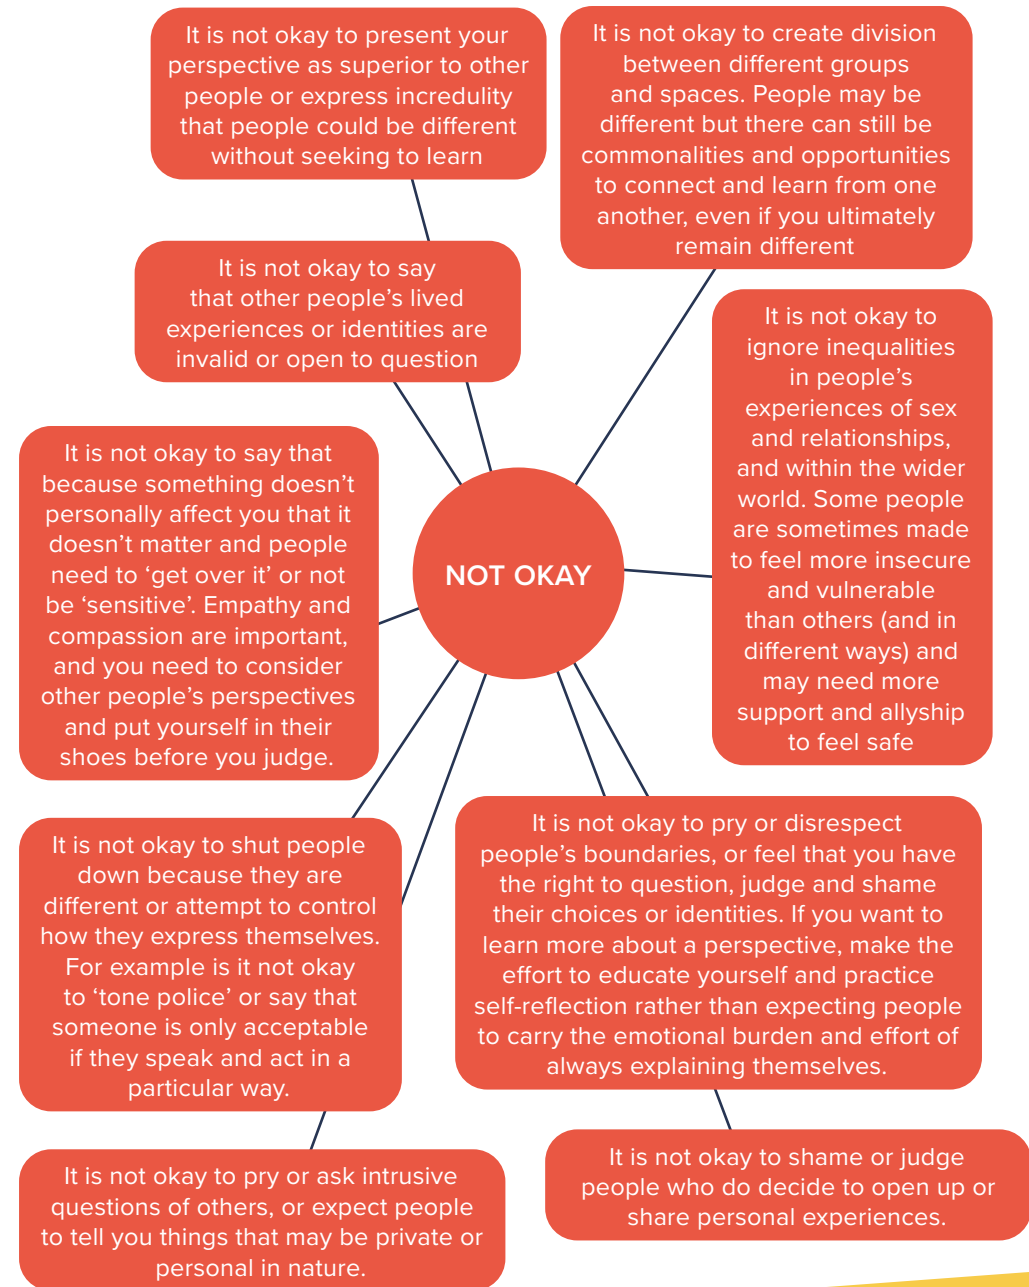 It is not okay to present your
perspective as superior to other
people or express incredulity
that people could be different
without seeking to learn
It is not okay to create division
between different groups
and spaces. People may be
different but there can still be
commonalities and opportunities
to connect and learn from one
another, even if you ultimately
remain different
It is not okay to say
that other people’s lived
experiences or identities are
invalid or open to question
It is not okay to
ignore inequalities
in people’s
experiences of sex
and relationships,
and within the wider
world. Some people
are sometimes made
to feel more insecure
and vulnerable
than others (and in
different ways) and
may need more
support and allyship
to feel safe
It is not okay to say that
because something doesn’t
personally affect you that it
doesn’t matter and people
need to ‘get over it’ or not
be ‘sensitive’. Empathy and
compassion are important,
and you need to consider
other people’s perspectives
and put yourself in their
shoes before you judge.
NOT OKAY
It is not okay to shut people
down because they are
different or attempt to control
how they express themselves.
For example is it not okay
to ‘tone police’ or say that
someone is only acceptable
if they speak and act in a
particular way.
It is not okay to pry or disrespect
people’s boundaries, or feel that you have
the right to question, judge and shame
their choices or identities. If you want to
learn more about a perspective, make the
effort to educate yourself and practice
self-reflection rather than expecting people
to carry the emotional burden and effort of
always explaining themselves.
It is not okay to pry or ask intrusive
questions of others, or expect people
to tell you things that may be private or
personal in nature.
It is not okay to shame or judge
people who do decide to open up or
share personal experiences.